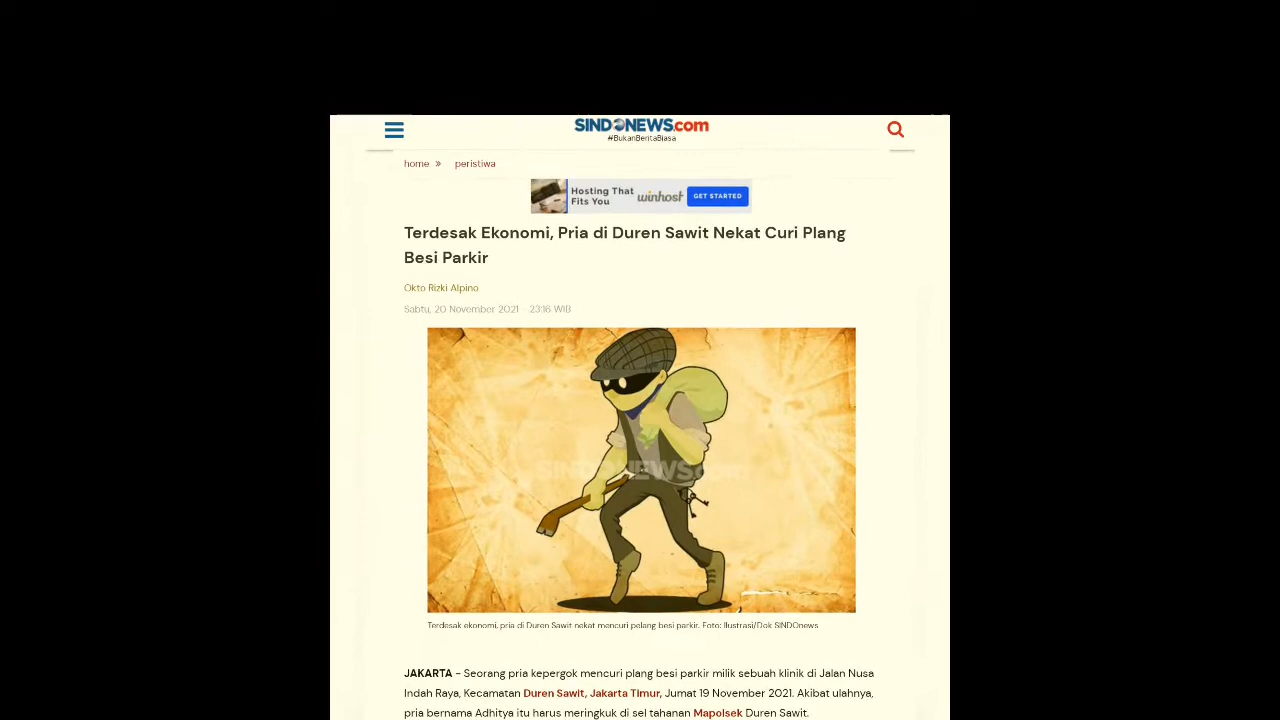 SINDONEWS.com
#BukanBeritaBiasa
home » peristiwa
Hosting That
Fits You
winhost
GET STARTED
Terdesak Ekonomi, Pria di Duren Sawit Nekat Curi Plang
Besi Parkir
Okto Rizki Alpino
Sabtu, 20 November 2021 - 23:16 WIB
SINDONEWS.com
Terdesak ekonomi, pria di Duren Sawit nekat mencuri pelang besi parkir. Foto: Ilustrasi/Dok SINDOnews
JAKARTA - Seorang pria kepergok mencuri plang besi parkir milik sebuah klinik di Jalan Nusa
Indah Raya, Kecamatan Duren Sawit, Jakarta Timur, Jumat 19 November 2021. Akibat ulahnya,
pria bernama Adhitya itu harus meringkuk di sel tahanan Mapolsek Duren Sawit.